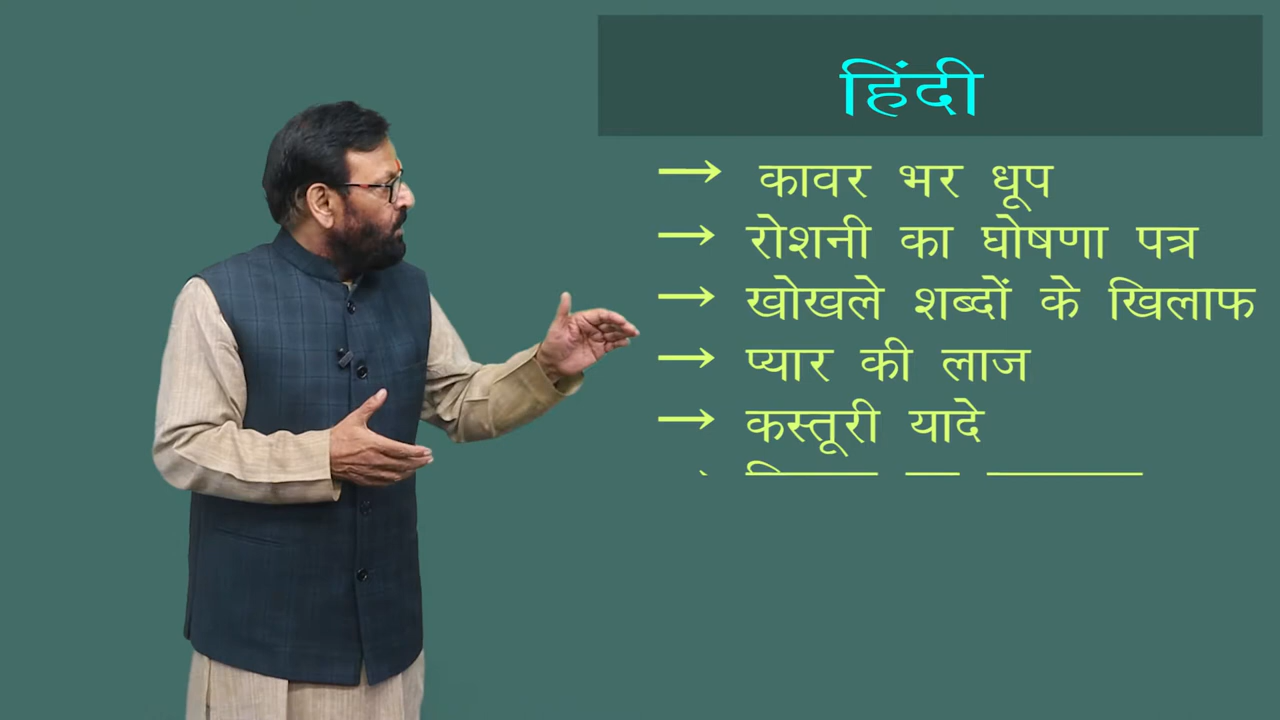 हिंदी
→ कावर भर धूप
→ रोशनी का घोषणा पत्र
→ खोखले शब्दों के खिलाफ
→ प्यार की लाज
→ कस्तूरी यादे